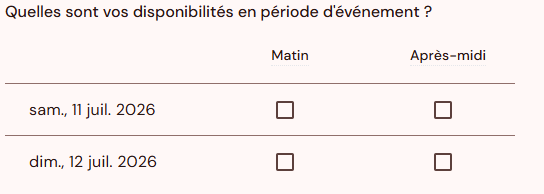 Quelles sont vos disponibilités en période d'événement ?
Matin Après-midi
sam., 11 juil. 2026
dim., 12 juil. 2026